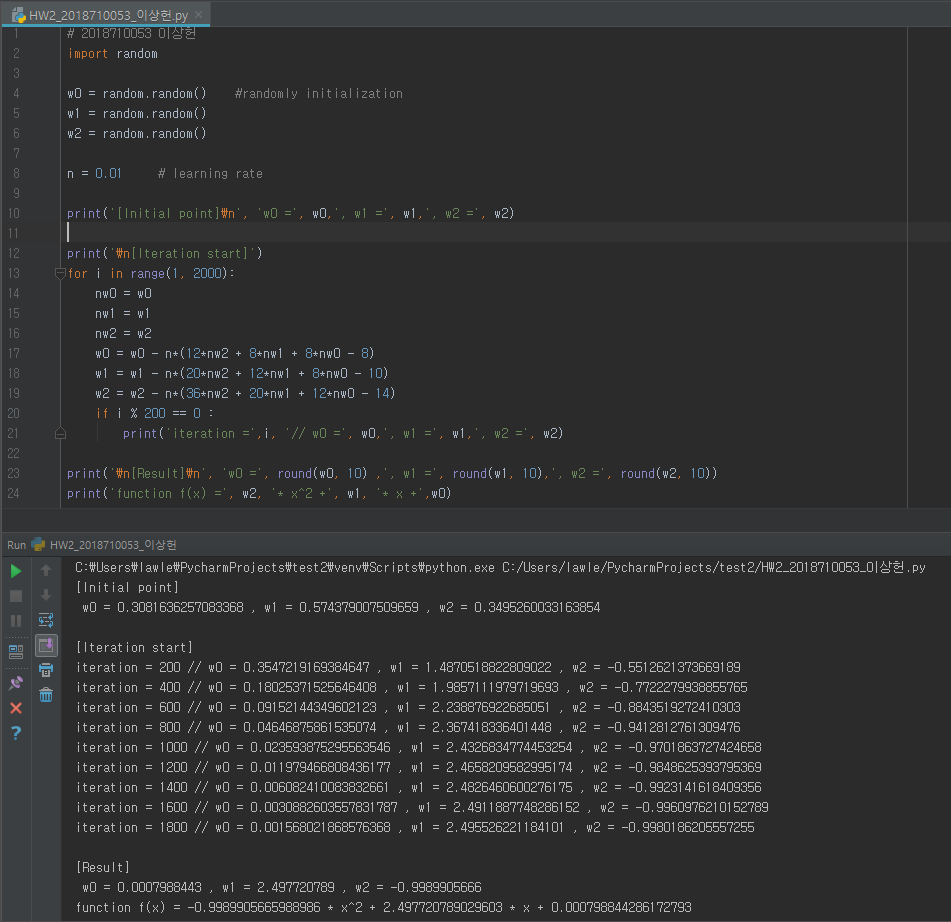 HW2_2018710053_이상헌.py
1 # 2018710053 이상헌
2 import random
3
4 w0 = random.random() #randomly initialization
5 w1 = random.random()
6 w2 = random.random()
7
8 n = 0.01 # learning rate
9
10 print('[Initial point]₩n', 'w0 =', w0,', w1 =', w1,', w2 =', w2)
11
12 print('₩n[Iteration start]')
13 for i in range(1, 2000):
14 nw0 = w0
15 nw1 = w1
16 nw2 = w2
17 w0 = w0 - n*(12*nw2 + 8*nw1 + 8*nw0 - 8)
18 w1 = w1 - n*(20*nw2 + 12*nw1 + 8*nw0 - 10)
19 w2 = w2 - n*(36*nw2 + 20*nw1 + 12*nw0 - 14)
20 if i % 200 == 0 :
21 print('iteration =',i, '// w0 =', w0,', w1 =', w1,', w2 =', w2)
22
23 print('₩n[Result]₩n', 'w0 =', round(w0, 10) ,', w1 =', round(w1, 10),', w2 =', round(w2, 10))
24 print('function f(x) =', w2, '* x^2 +', w1, '* x +',w0)
Run HW2_2018710053_이상헌
C:₩Users₩lawle₩PycharmProjects₩test2₩venv₩Scripts₩python.exe C:/Users/lawle/PycharmProjects/test2/HW2_2018710053_이상헌.py
[Initial point]
w0 = 0.3081636257083368 , w1 = 0.574379007509659 , w2 = 0.3495260033163854
[Iteration start]
iteration = 200 // w0 = 0.3547219169384647 , w1 = 1.4870518822809022 , w2 = -0.5512621373669189
iteration = 400 // w0 = 0.18025371525646408 , w1 = 1.9857111979719693 , w2 = -0.7722279938855765
iteration = 600 // w0 = 0.09152144349602123 , w1 = 2.238876922685051 , w2 = -0.8843519272410303
iteration = 800 // w0 = 0.04646875861535074 , w1 = 2.367418336401448 , w2 = -0.9412812761309476
iteration = 1000 // w0 = 0.023593875295563546 , w1 = 2.4326834774453254 , w2 = -0.9701863727424658
iteration = 1200 // w0 = 0.011979466808436177 , w1 = 2.4658209582995174 , w2 = -0.9848625393795369
iteration = 1400 // w0 = 0.006082410083832661 , w1 = 2.4826460600276175 , w2 = -0.9923141618409356
iteration = 1600 // w0 = 0.0030882603557831787 , w1 = 2.4911887748286152 , w2 = -0.9960976210152789
iteration = 1800 // w0 = 0.001568021868576368 , w1 = 2.495526221184101 , w2 = -0.9980186205557255
[Result]
w0 = 0.0007988443 , w1 = 2.497720789 , w2 = -0.9989905666
function f(x) = -0.9989905665988986 * x^2 + 2.497720789029603 * x + 0.000798844286172793